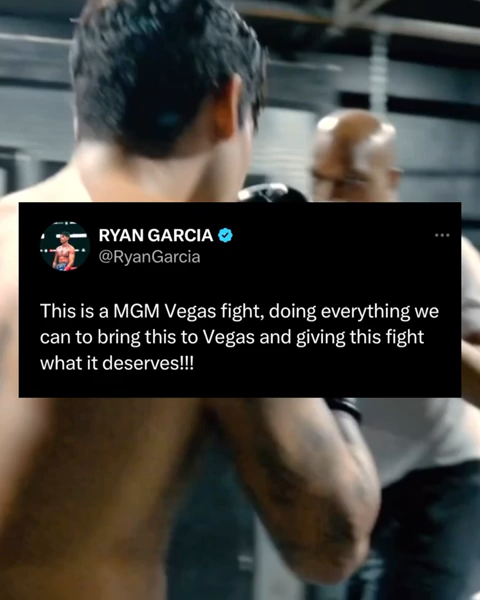 RYAN GARCIA
@RyanGarcia
This is a MGM Vegas fight, doing everything we
can to bring this to Vegas and giving this fight
what it deserves!!!